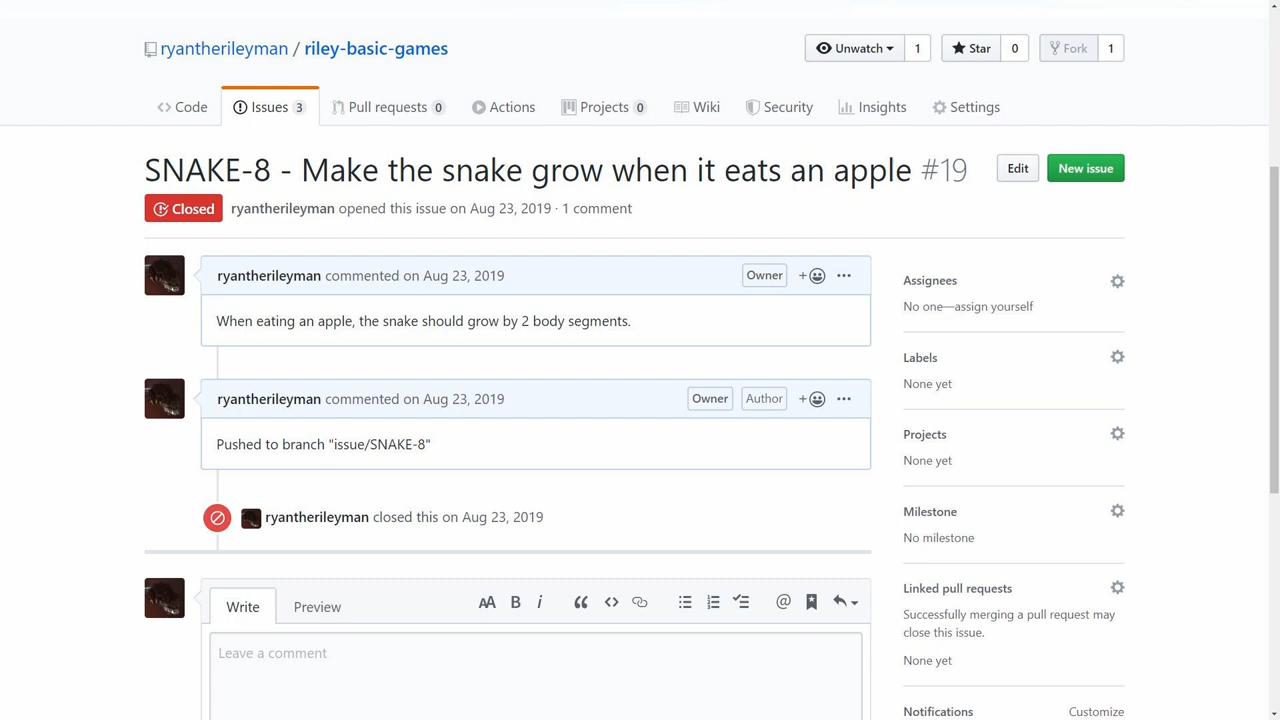 ryantherileyman / riley-basic-games
Unwatch 1 Star 0 Fork 1
Code Issues 3 Pull requests 0 Actions Projects 0 Wiki Security Insights Settings
SNAKE-8 - Make the snake grow when it eats an apple #19
Edit New issue
Closed ryantherileyman opened this issue on Aug 23, 2019 · 1 comment
ryantherileyman commented on Aug 23, 2019 Owner
When eating an apple, the snake should grow by 2 body segments.
ryantherileyman commented on Aug 23, 2019 Owner Author
Pushed to branch "issue/SNAKE-8"
ryantherileyman closed this on Aug 23, 2019
Write Preview AA B i @
Leave a comment
Assignees
No one—assign yourself
Labels
None yet
Projects
None yet
Milestone
No milestone
Linked pull requests
Successfully merging a pull request may
close this issue.
None yet
Notifications Customize